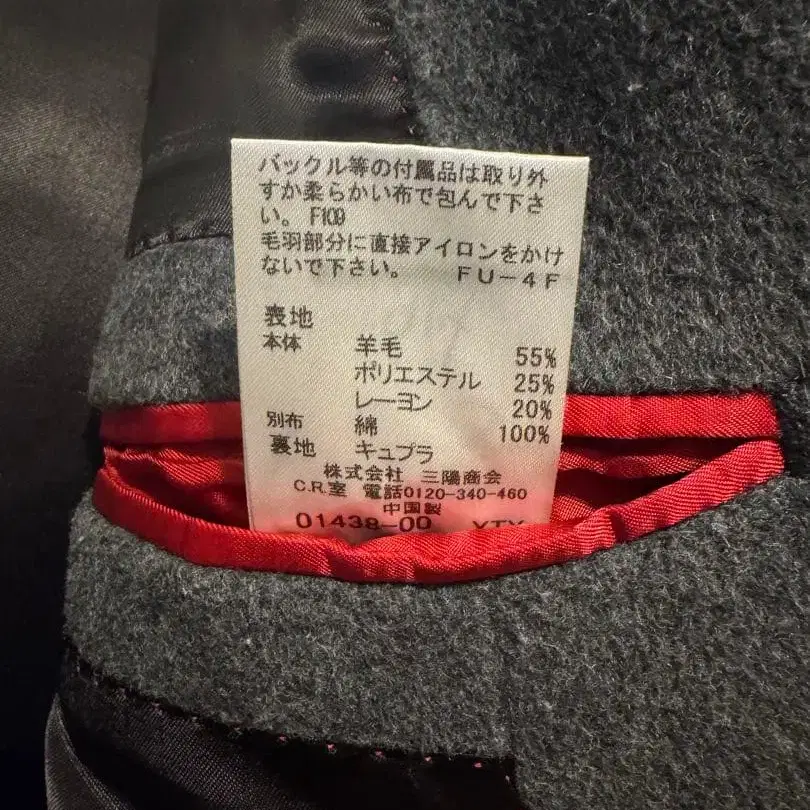 バックル等の付属品は取り外
すか柔らかい布で包んで下さ
い。 F109
毛羽部分に直接アイロンをかけ
ないで下さい。 FU-4F
表地
本体 羊毛 55%
ポリエステル 25%
レーヨン 20%
別布 綿 100%
裏地 キュプラ
株式会社 三陽商会
C.R.室 電話0120-340-460
中国製
01438-00 XTX